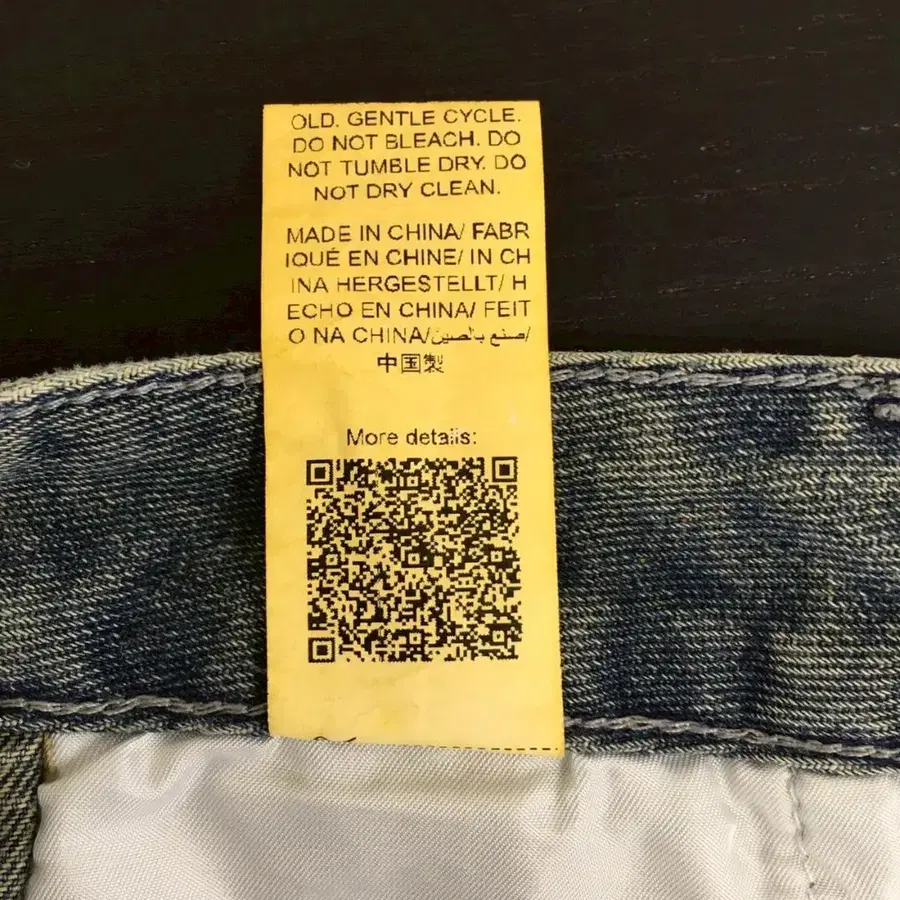 OLD. GENTLE CYCLE.
DO NOT BLEACH. DO
NOT TUMBLE DRY. DO
NOT DRY CLEAN.
MADE IN CHINA/ FABR
IQUÉ EN CHINE/ IN CH
INA HERGESTELLT/ H
ECHO EN CHINA/ FEIT
O NA CHINA/صنع بالصين/
中国製
More details: